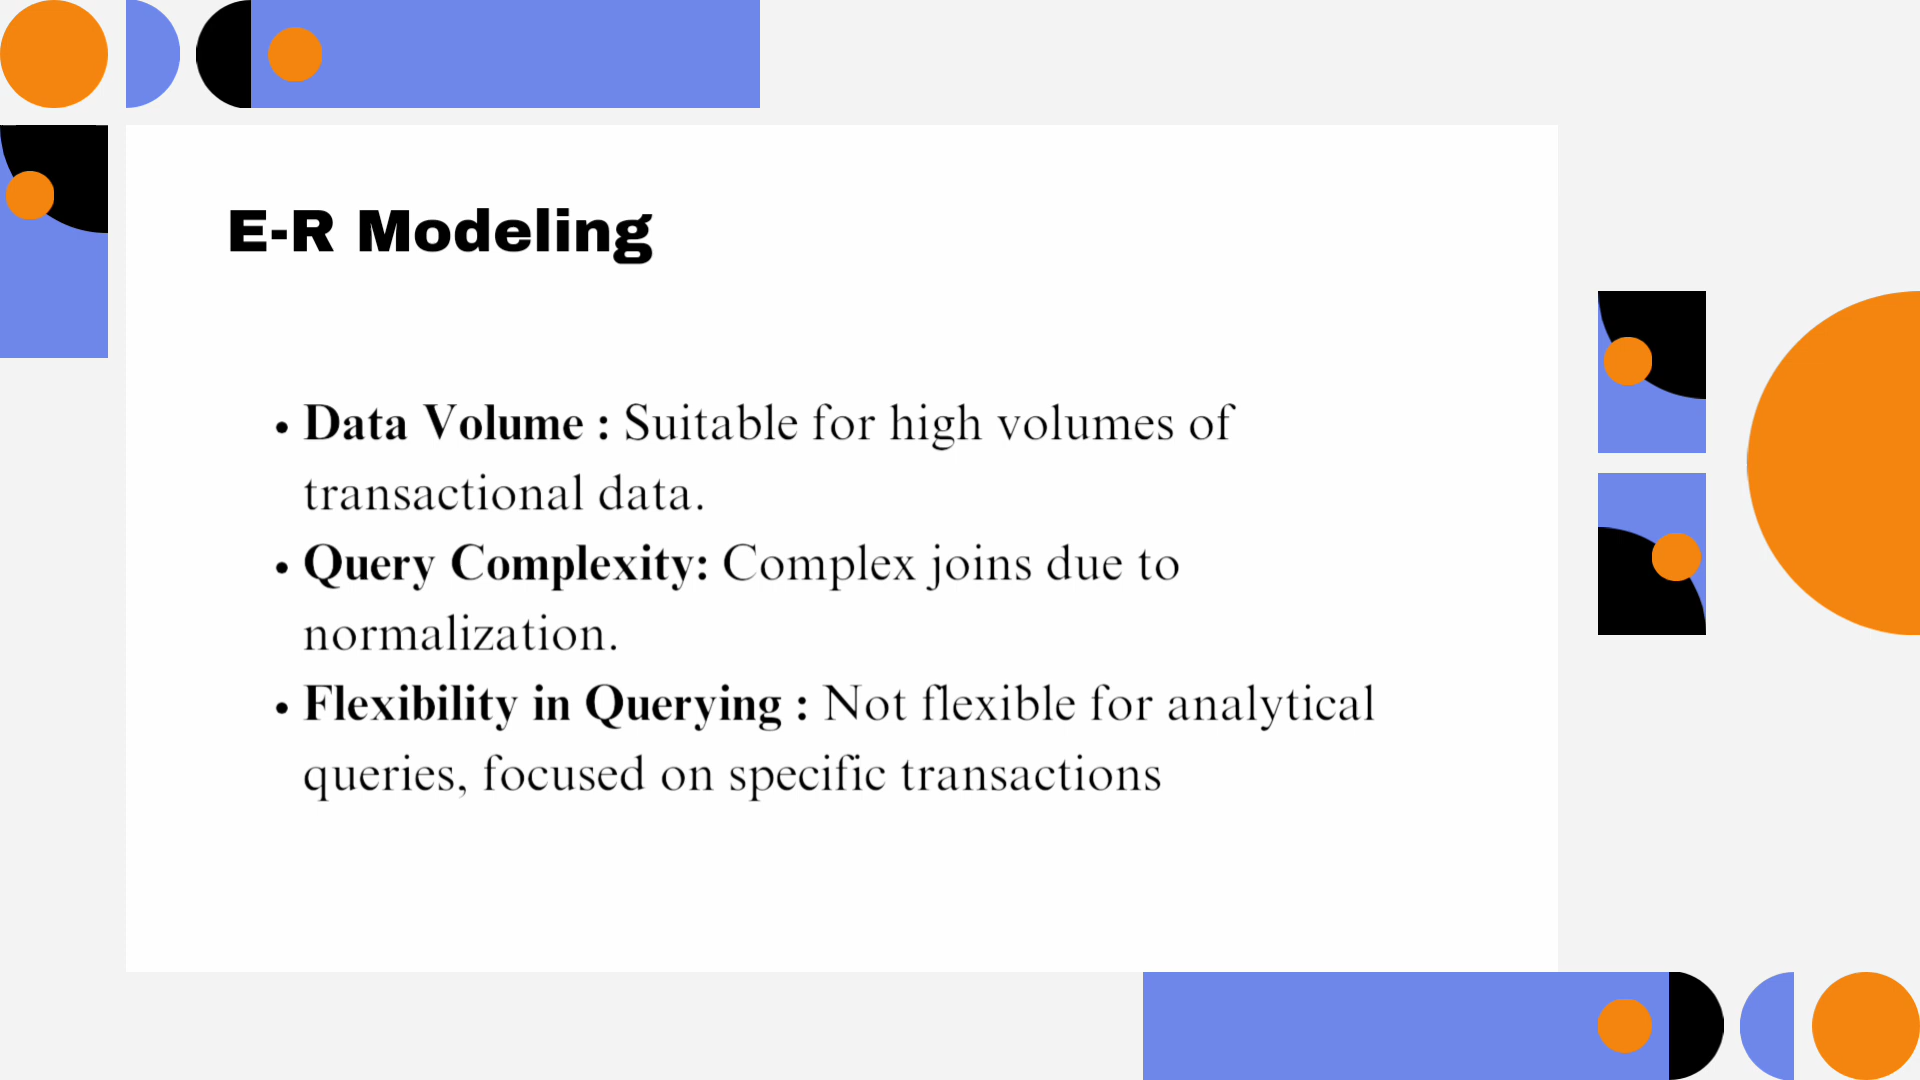 E-R Modeling
• Data Volume : Suitable for high volumes of
transactional data.
• Query Complexity: Complex joins due to
normalization.
• Flexibility in Querying : Not flexible for analytical
queries, focused on specific transactions